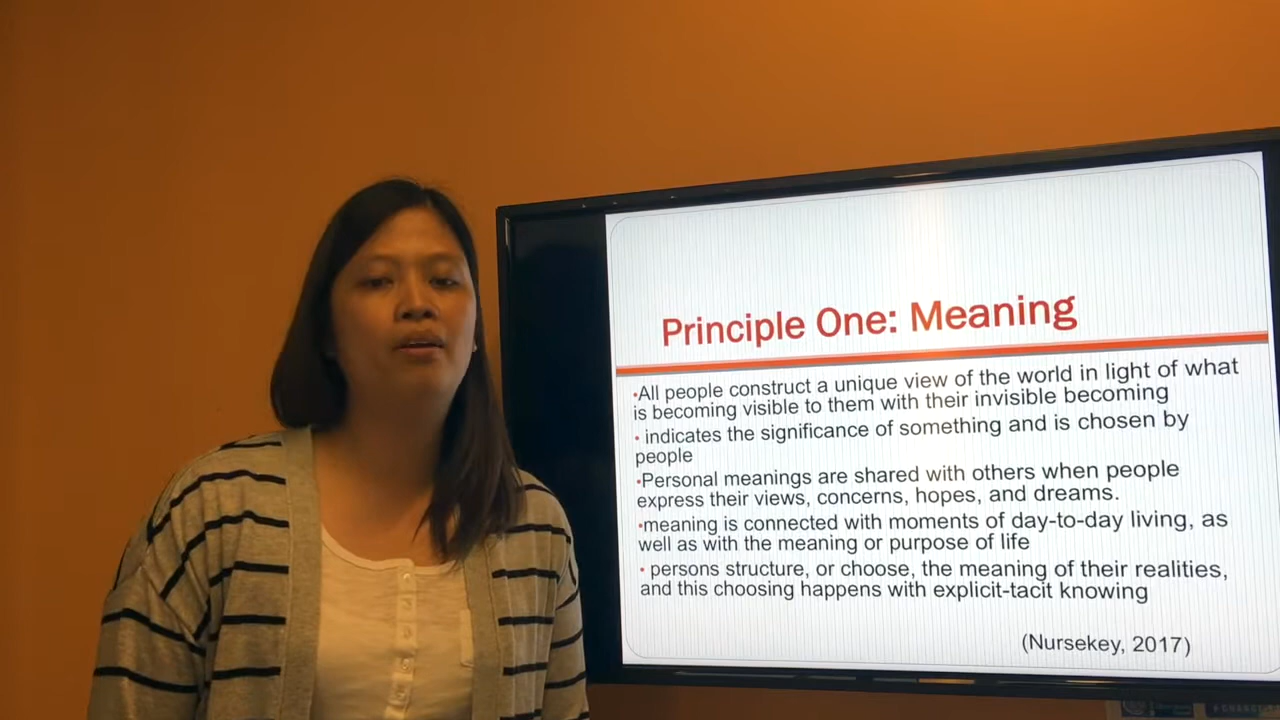 Principle One: Meaning
•All people construct a unique view of the world in light of what
is becoming visible to them with their invisible becoming
• indicates the significance of something and is chosen by
people
•Personal meanings are shared with others when people
express their views, concerns, hopes, and dreams.
•meaning is connected with moments of day-to-day living, as
well as with the meaning or purpose of life
• persons structure, or choose, the meaning of their realities,
and this choosing happens with explicit-tacit knowing
(Nursekey, 2017)